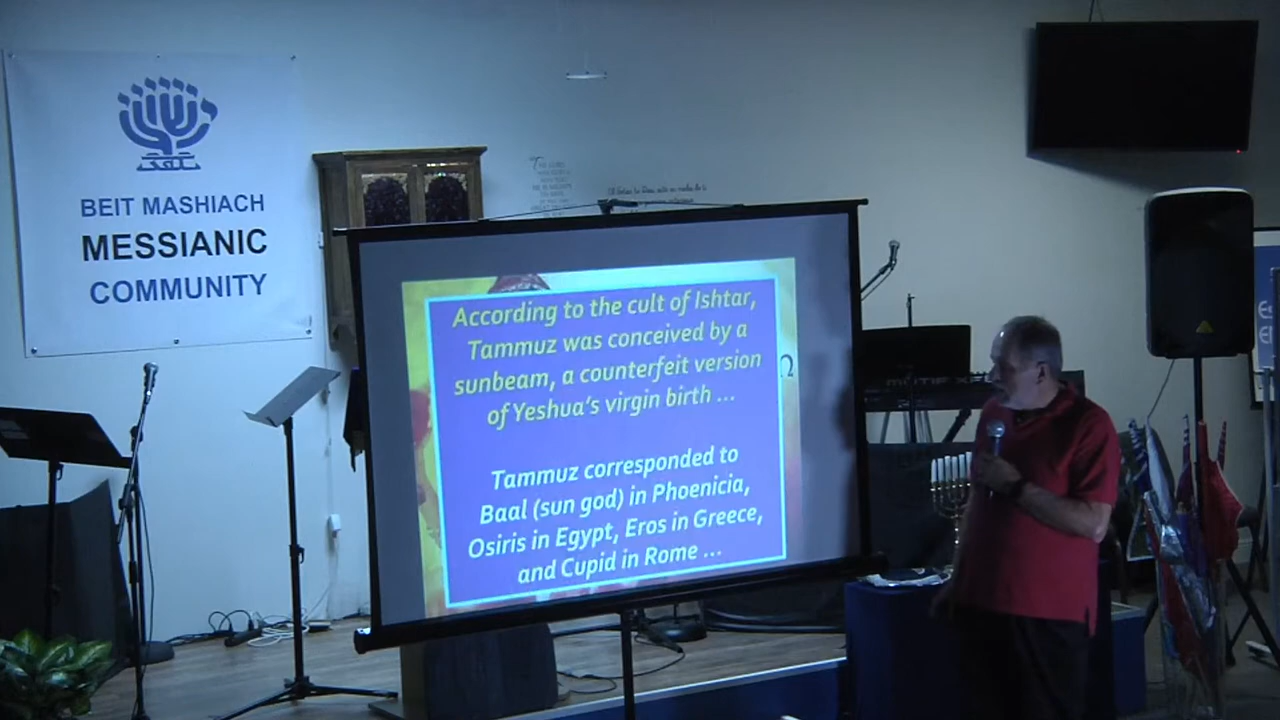 BEIT MASHIACH
MESSIANIC
COMMUNITY
According to the cult of Ishtar,
Tammuz was conceived by a
sunbeam, a counterfeit version
of Yeshua's virgin birth ...
Tammuz corresponded to
Baal (sun god) in Phoenicia,
Osiris in Egypt, Eros in Greece,
and Cupid in Rome ...